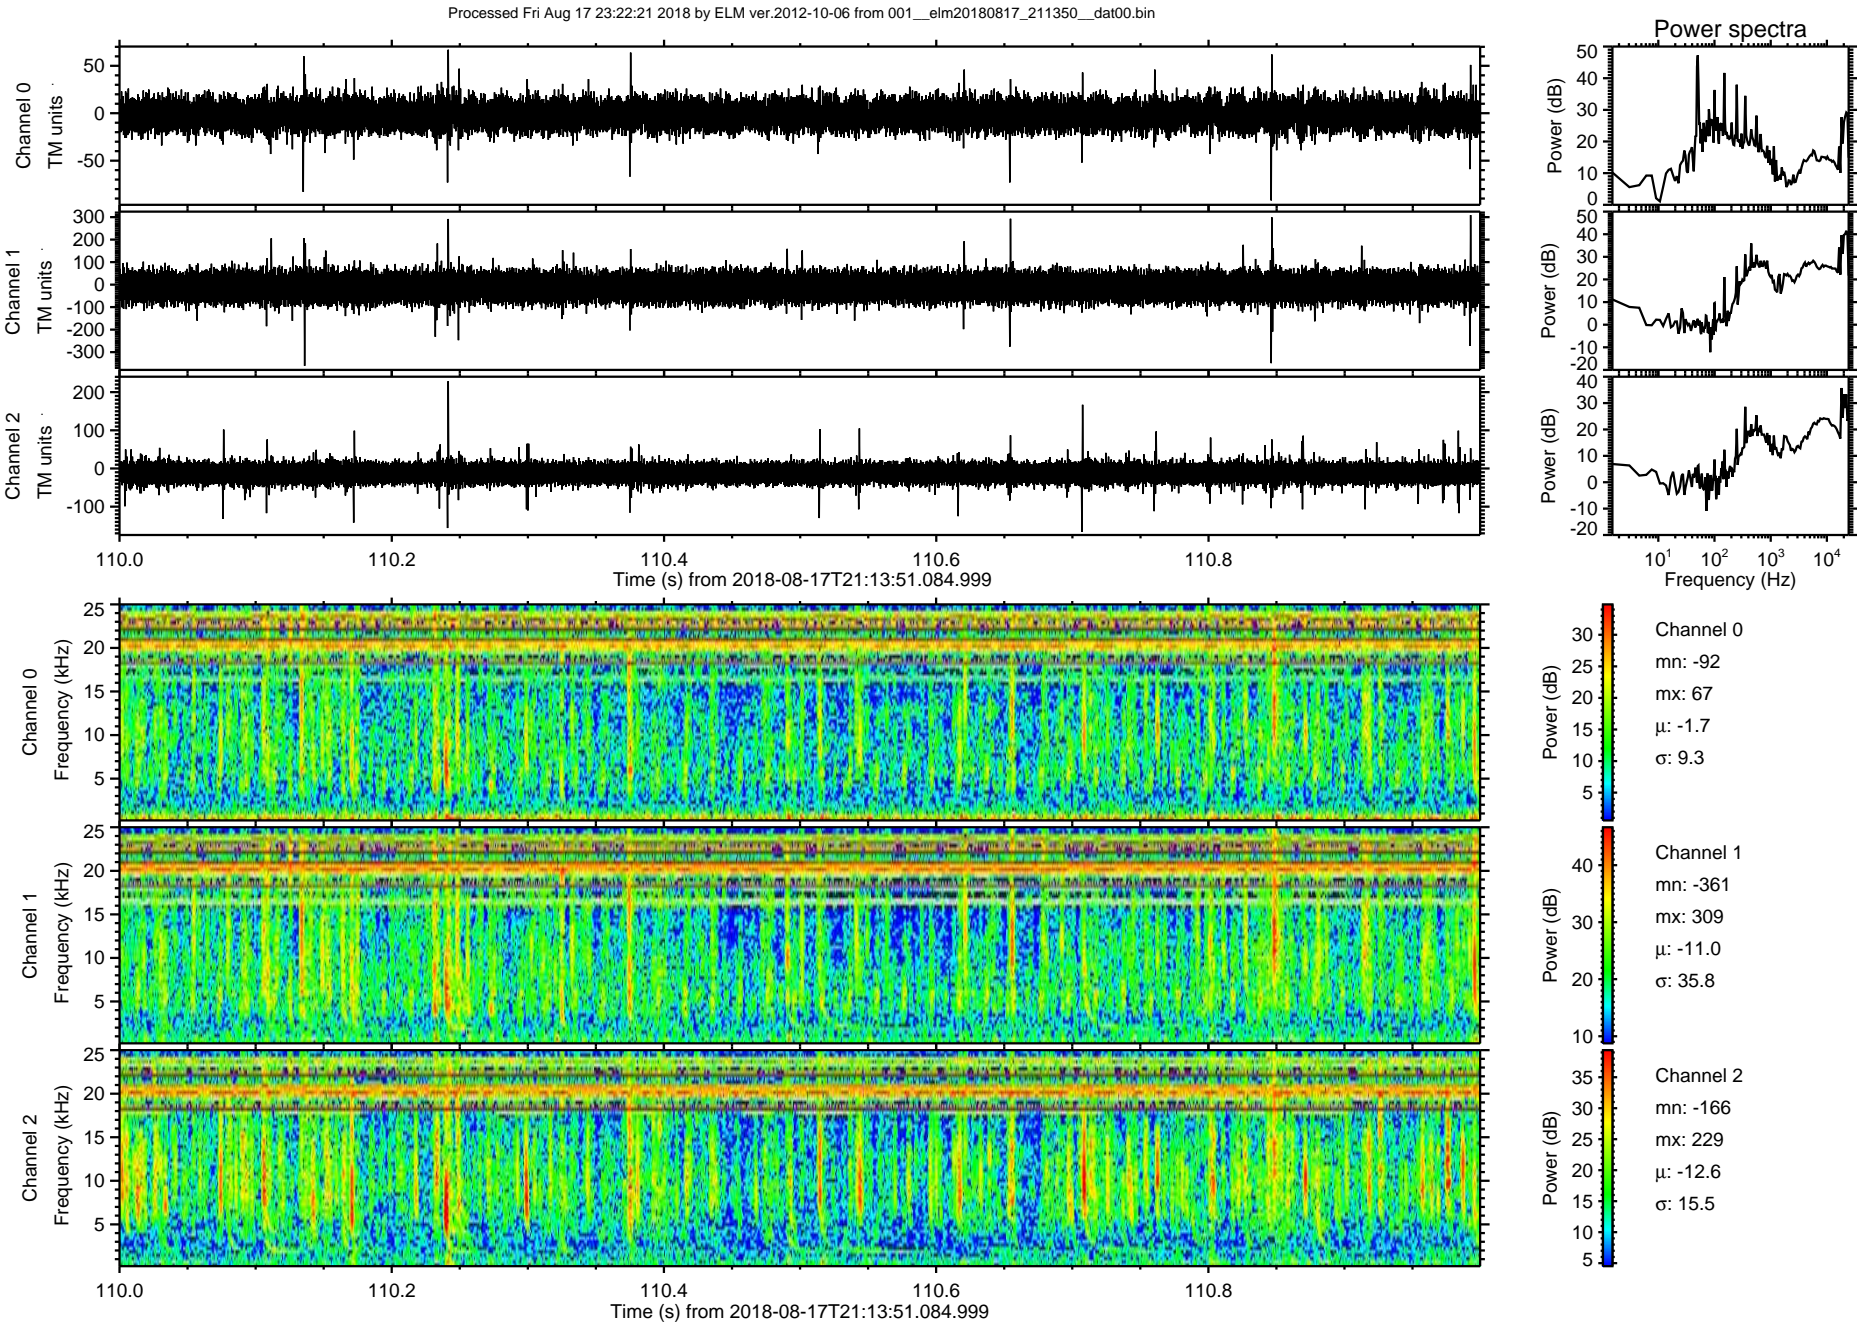 Processed Fri Aug 17 23:22:21 2018 by ELM ver.2012-10-06 from 001__elm20180817_211350__dat00.bin
Power spectra
Channel 0
TM units
50
0
-50
Power (dB)
50
40
30
20
10
0
Channel 1
TM units
300
200
100
0
-100
-200
-300
Power (dB)
50
40
30
20
10
0
-10
-20
Channel 2
TM units
200
100
0
-100
Power (dB)
40
30
20
10
0
-10
-20
110.0 110.2 110.4 110.6 110.8
Time (s) from 2018-08-17T21:13:51.084.999
10^1 10^2 10^3 10^4
Frequency (Hz)
Channel 0
Frequency (kHz)
25
20
15
10
5
Power (dB)
30
25
20
15
10
5
Channel 0
mn: -92
mx: 67
μ: -1.7
σ: 9.3
Channel 1
Frequency (kHz)
25
20
15
10
5
Power (dB)
40
30
20
10
Channel 1
mn: -361
mx: 309
μ: -11.0
σ: 35.8
Channel 2
Frequency (kHz)
25
20
15
10
5
Power (dB)
35
30
25
20
15
10
5
Channel 2
mn: -166
mx: 229
μ: -12.6
σ: 15.5
110.0 110.2 110.4 110.6 110.8
Time (s) from 2018-08-17T21:13:51.084.999